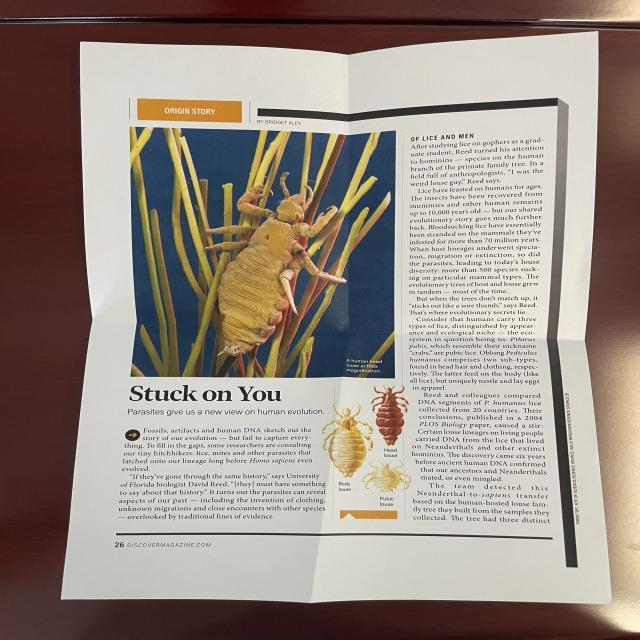 ORIGIN STORY
BY BRIDGET ALEX
A human head
louse at 100x
magnification.
Stuck on You
Parasites give us a new view on human evolution.
Fossils, artifacts and human DNA sketch out the
story of our evolution — but fail to capture every-
thing. To fill in the gaps, some researchers are consulting
our tiny hitchhikers: lice, mites and other parasites that
latched onto our lineage long before Homo sapiens even
evolved.
"If they've gone through the same history," says University
of Florida biologist David Reed, "[they] must have something
to say about that history." It turns out the parasites can reveal
aspects of our past — including the invention of clothing,
unknown migrations and close encounters with other species
— overlooked by traditional lines of evidence.
Body
louse
Head
louse
Pubic
louse
OF LICE AND MEN
After studying lice on gophers as a grad-
uate student, Reed turned his attention
to hominins — species on the human
branch of the primate family tree. In a
field full of anthropologists, "I was the
weird louse guy," Reed says.
Lice have feasted on humans for ages.
The insects have been recovered from
mummies and other human remains
up to 10,000 years old — but our shared
evolutionary story goes much further
back. Bloodsucking lice have essentially
been stranded on the mammals they've
infested for more than 70 million years.
When host lineages underwent specia-
tion, migration or extinction, so did
the parasites, leading to today's louse
diversity: more than 500 species suck-
ing on particular mammal types. The
evolutionary trees of host and louse grew
in tandem — most of the time.
But when the trees don't match up, it
"sticks out like a sore thumb," says Reed.
That's where evolutionary secrets lie.
Consider that humans carry three
types of lice, distinguished by appear-
ance and ecological niche — the eco-
system in question being us. Pthirus
pubis, which resemble their nickname
"crabs," are pubic lice. Oblong Pediculus
humanus comprises two sub-types,
found in head hair and clothing, respec-
tively. The latter feed on the body (like
all lice), but uniquely nestle and lay eggs
in apparel.
Reed and colleagues compared
DNA segments of P. humanus lice
collected from 20 countries. Their
conclusions, published in a 2004
PLOS Biology paper, caused a stir:
Certain louse lineages on living people
carried DNA from the lice that lived
on Neanderthals and other extinct
hominins. The discovery came six years
before ancient human DNA confirmed
that our ancestors and Neanderthals
mated, or even mingled.
The team detected this
Neanderthal-to-sapiens transfer
based on the human-hosted louse fam-
ily tree they built from the samples they
collected. The tree had three distinct
26 DISCOVERMAGAZINE.COM